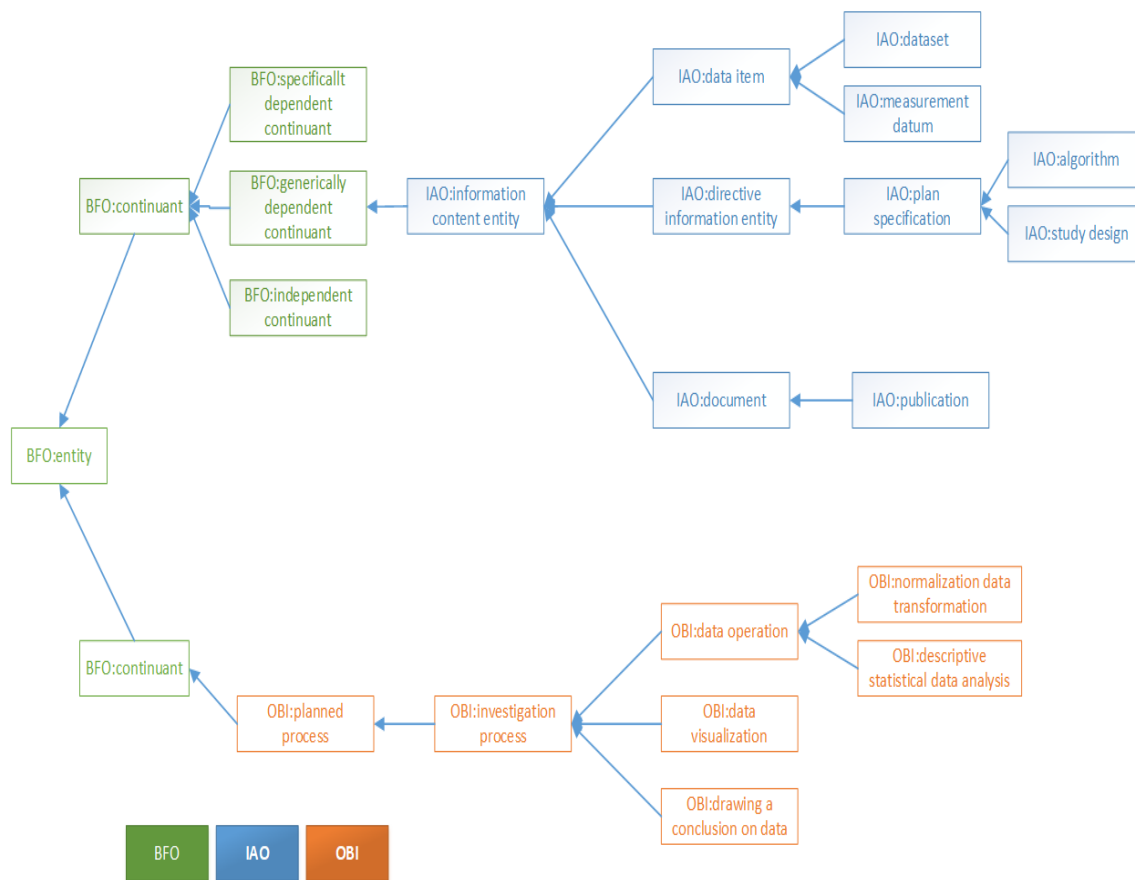 IAO:dataset
BFO:specificallt
dependent
continuant
IAO:data item
IAO:measurement
datum
IAO:algorithm
BFO:continuant
BFO:generically
dependent
continuant
IAO:information
content entity
IAO:directive
information entity
IAO:plan
specification
IAO:study design
BFO:independent
continuant
IAO:document
IAO:publication
BFO:entity
OBI:normalization data
transformation
OBI:data operation
BFO:continuant
OBI:descriptive
statistical data analysis
OBI:planned
process
OBI:investigation
process
OBI:data
visualization
OBI:drawing a
conclusion on data
BFO
IAO
OBI